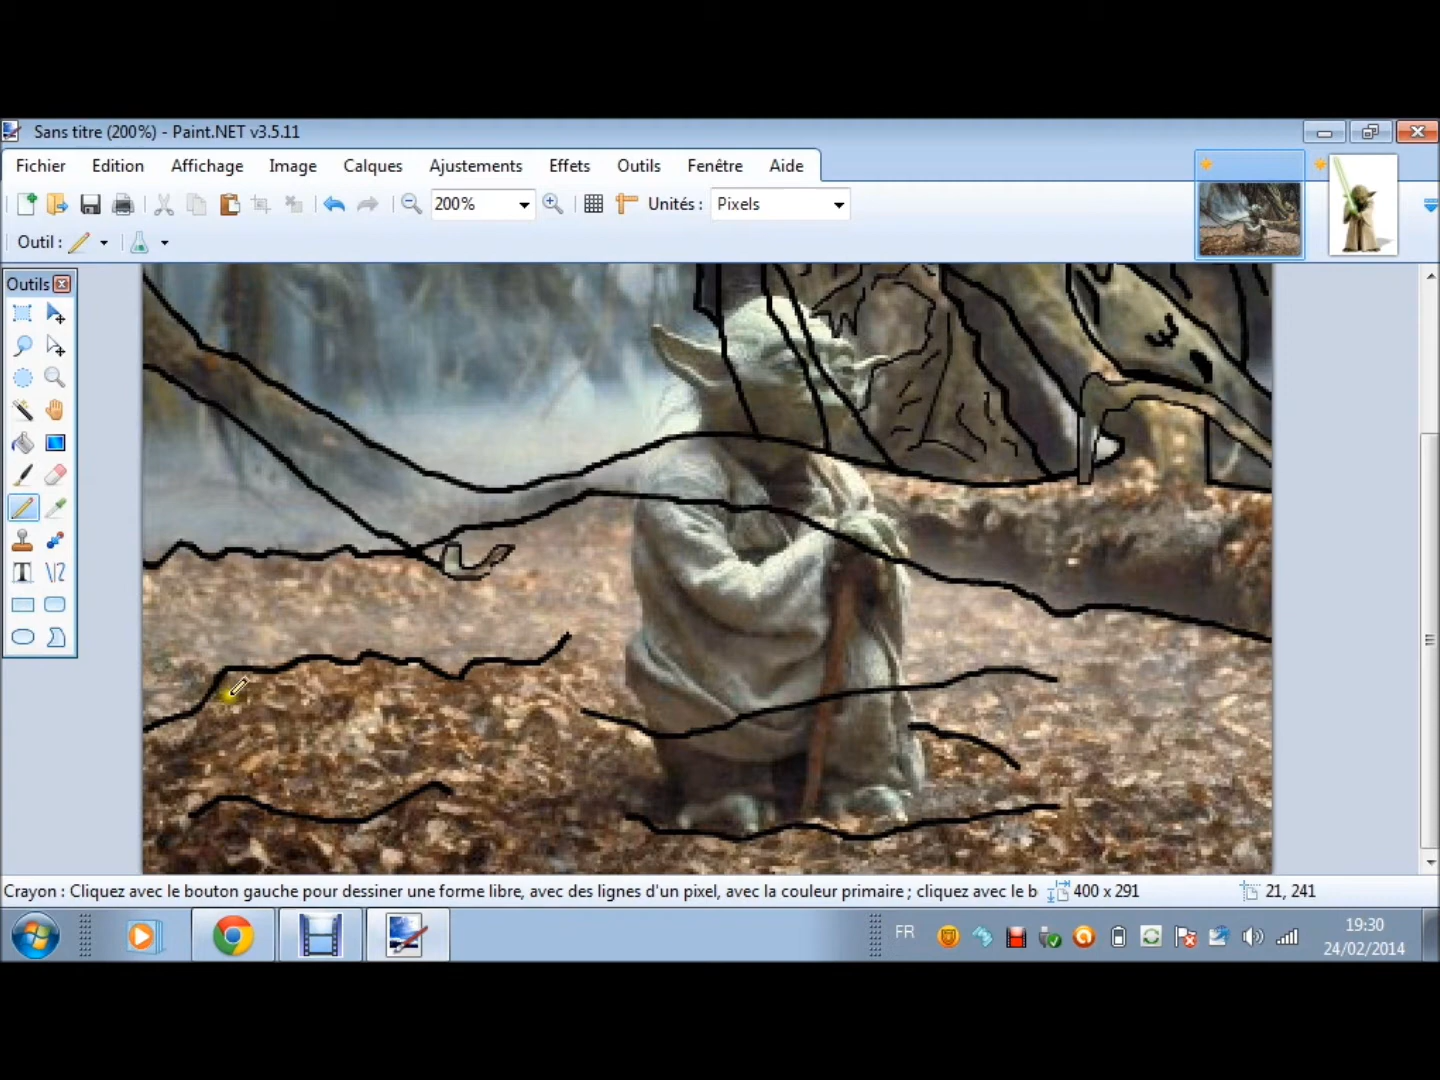 Sans titre (200%) - Paint.NET v3.5.11
Fichier Edition Affichage Image Calques Ajustements Effets Outils Fenêtre Aide
200% Unités : Pixels
Outil :
Outils
Crayon : Cliquez avec le bouton gauche pour dessiner une forme libre, avec des lignes d'un pixel, avec la couleur primaire ; cliquez avec le b 400 x 291 21, 241
FR 19:30
24/02/2014